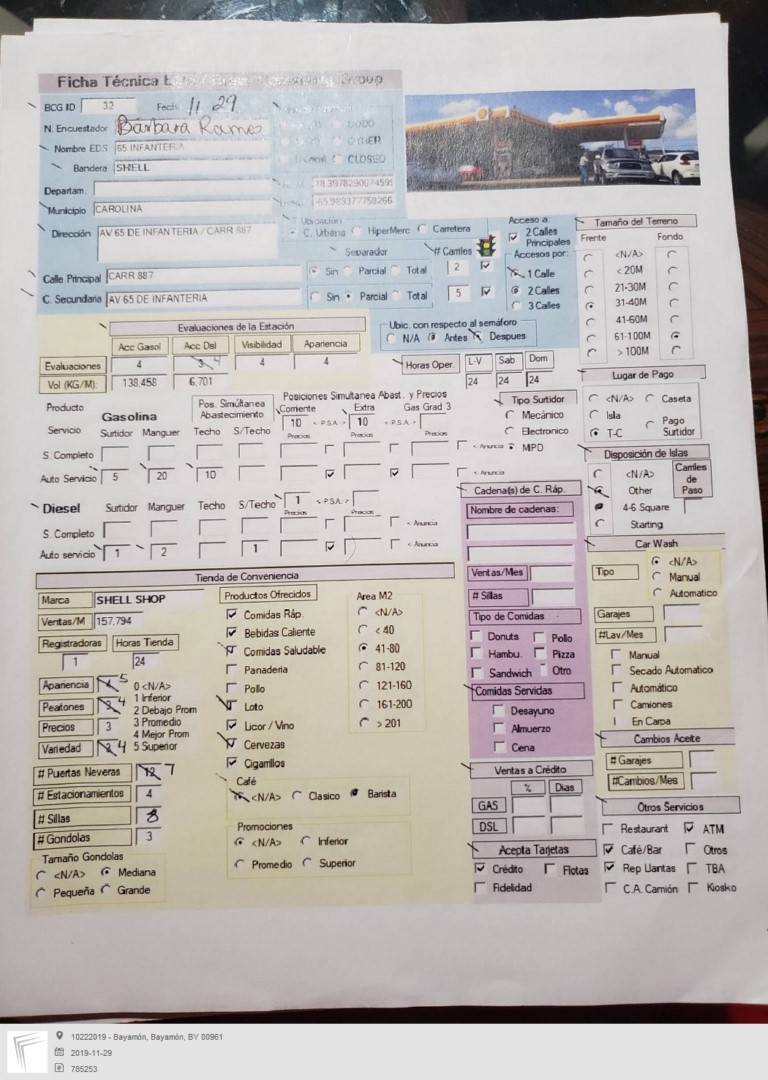 Ficha Técnica
BCG ID 32 Fech 11 29
N. Encuestador Barbara Ramos
Nombre EDS 65 INFANTERIA
Bandera SHELL
OTHER
CLOSED
Departam.
Municipio CAROLINA
Dirección AV 65 DE INFANTERIA / CARR 887
Ubicación
C. Urbana HiperMerc Carretera
Separador # Carriles
Calle Principal CARR 887 Sin Parcial Total 2
C. Secundaria AV 65 DE INFANTERIA Sin Parcial Total 5
Acceso a:
2 Calles Principales
Accesos por:
1 Calle
2 Calles
3 Calles
Tamaño del Terreno
Frente Fondo
<N/A>
< 20M
21-30M
31-40M
41-60M
61-100M
> 100M
Evaluaciones de la Estación
Acc Gasol Acc Dsl Visibilidad Apariencia
Evaluaciones 4 3 4 4 4
Vol (KG/M): 138.458 6.701
Ubic. con respecto al semáforo
N/A Antes Despues
Horas Oper. L-V Sab Dom
24 24 24
Lugar de Pago
<N/A> Caseta
Isla Pago Surtidor
T-C
Producto Gasolina Pos. Simúltanea Abastecimiento
Posiciones Simultanea Abast. y Precios
Corriente Extra Gas Grad 3
10 < P.S.A.> 10 < P.S.A.>
Servicio Surtidor Manguer Techo S/Techo Precios Precios Precios
S. Completo < Anuncia
Auto Servicio 5 20 10 < Anuncia
Tipo Surtidor
Mecánico
Electronico
MPD
Diesel Surtidor Manguer Techo S/Techo 1 < P.S.A.>
Precios Precios
S. Completo < Anuncia
Auto servicio 1 2 1 < Anuncia
Disposición de Islas
<N/A>
Other
4-6 Square
Starting
Carriles de Paso
Cadena(s) de C. Ráp.
Nombre de cadenas:
Ventas/Mes
# Sillas
Tipo de Comidas
Donuts Pollo
Hambu. Pizza
Sandwich Otro
Comidas Servidas
Desayuno
Almuerzo
Cena
Car Wash
Tipo <N/A>
Manual
Automatico
Garajes
#Lav/Mes
Manual
Secado Automatico
Automático
Camiones
En Carpa
Cambios Aceite
# Garajes
#Cambios/Mes
Tienda de Conveniencia
Marca SHELL SHOP
Ventas/M 157.794
Registradoras Horas Tienda
1 24
Apariencia 4 5 0 <N/A>
1 Inferior
Peatones 3 4 2 Debajo Prom
Precios 3 3 Promedio
4 Mejor Prom
Variedad 3 4 5 Superior
# Puertas Neveras 12 7
# Estacionamientos 4
# Sillas 8
# Gondolas 3
Tamaño Gondolas
<N/A> Mediana
Pequeña Grande
Productos Ofrecidos
Comidas Ráp.
Bebidas Caliente
Comidas Saludable
Panaderia
Pollo
Loto
Licor / Vino
Cervezas
Cigarrillos
Café
<N/A> Clasico Barista
Promociones
<N/A> Inferior
Promedio Superior
Area M2
<N/A>
< 40
41-80
81-120
121-160
161-200
> 201
Ventas a Crédito
% Dias
GAS
DSL
Acepta Tarjetas
Crédito Flotas
Fidelidad
Otros Servicios
Restaurant ATM
Café/Bar Otros
Rep Llantas TBA
C.A. Camión Kiosko
10222019 - Bayamón, Bayamón, BY 00961
2019-11-29
785253